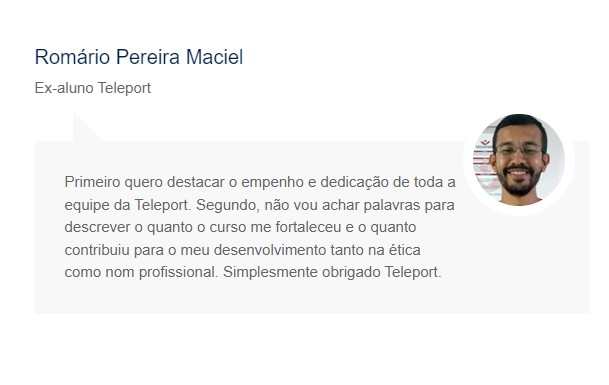 Romário Pereira Maciel
Ex-aluno Teleport
Primeiro quero destacar o empenho e dedicação de toda a
equipe da Teleport. Segundo, não vou achar palavras para
descrever o quanto o curso me fortaleceu e o quanto
contribuiu para o meu desenvolvimento tanto na ética
como nom profissional. Simplesmente obrigado Teleport.